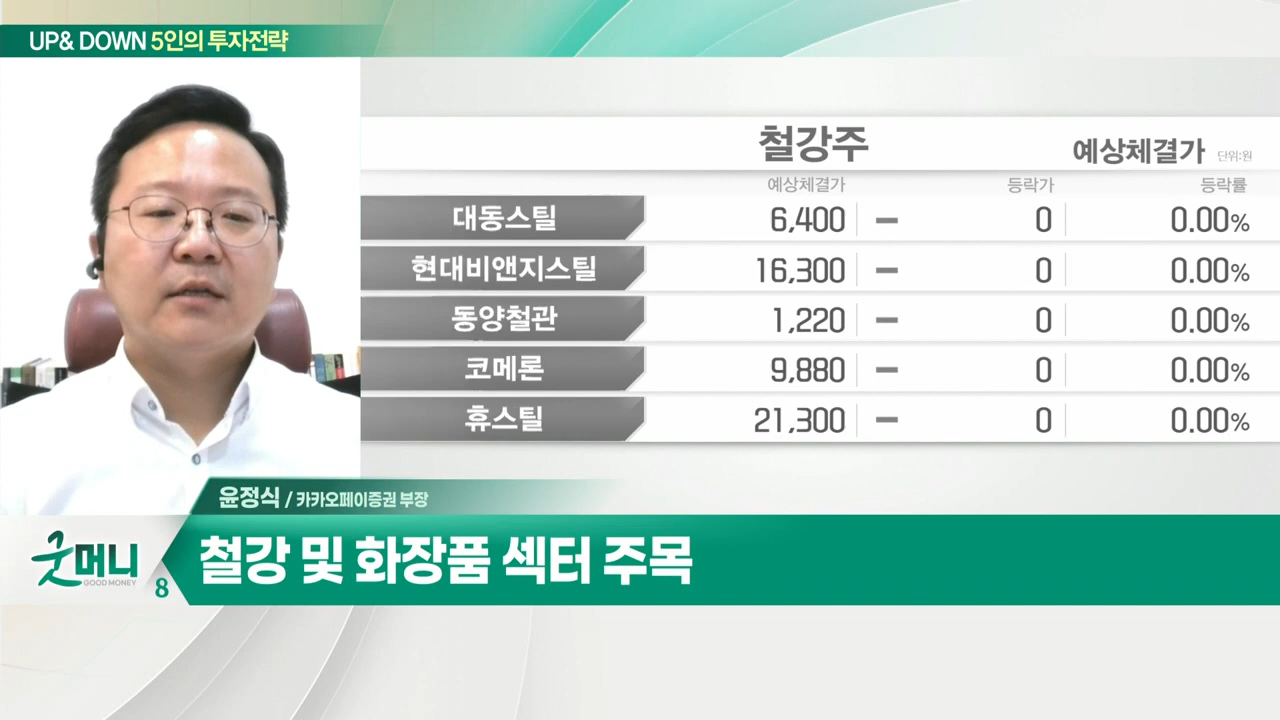 UP& DOWN 5인의 투자전략
철강주 예상체결가 단위:원
예상체결가 등락가 등락률
대동스틸 6,400 - 0 0.00%
현대비앤지스틸 16,300 - 0 0.00%
동양철관 1,220 - 0 0.00%
코메론 9,880 - 0 0.00%
휴스틸 21,300 - 0 0.00%
윤정식 / 카카오페이증권 부장
굿머니
GOOD MONEY
8
철강 및 화장품 섹터 주목